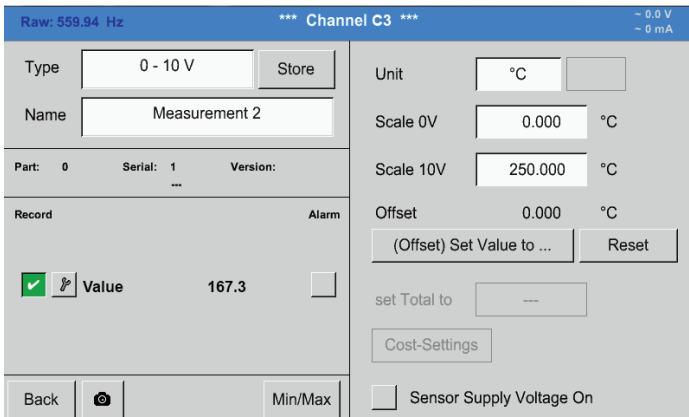 Raw: 559.94 Hz
*** Channel C3 ***
~ 0.0 V
~ 0 mA
Type 0 - 10 V Store
Name Measurement 2
Part: 0 Serial: 1 Version:
---
Record Alarm
Value 167.3
Back Min/Max
Unit °C
Scale 0V 0.000 °C
Scale 10V 250.000 °C
Offset 0.000 °C
(Offset) Set Value to ... Reset
set Total to ---
Cost-Settings
Sensor Supply Voltage On